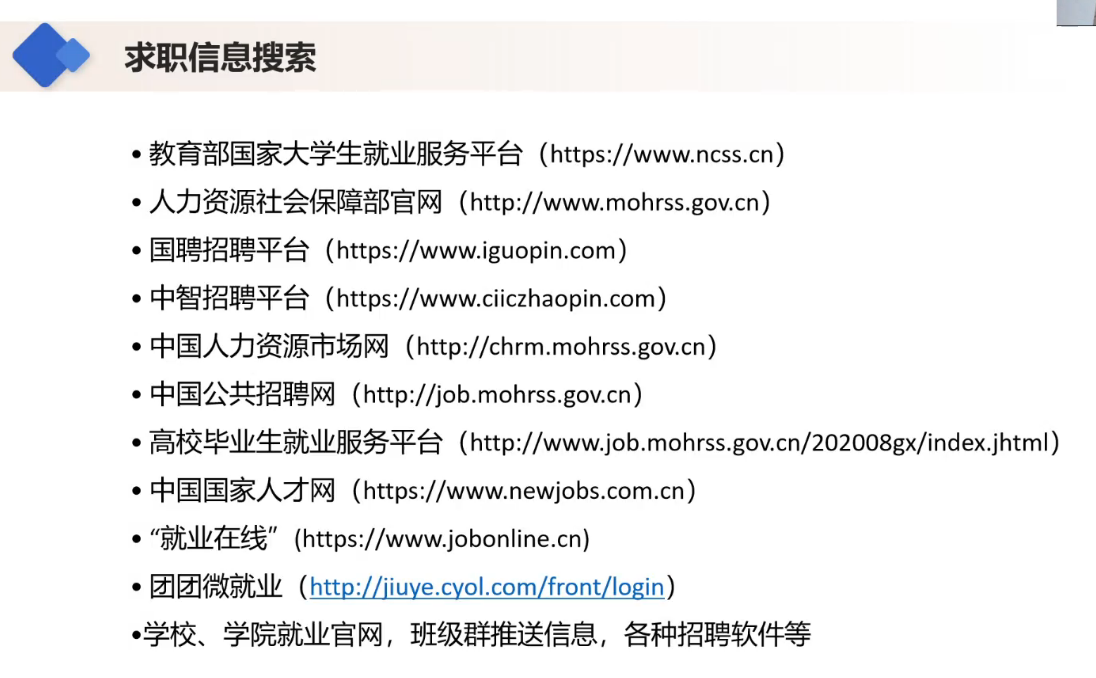 求职信息搜索
• 教育部国家大学生就业服务平台（https://www.ncss.cn）
• 人力资源社会保障部官网（http://www.mohrss.gov.cn）
• 国聘招聘平台（https://www.iguopin.com）
• 中智招聘平台（https://www.ciiczhaopin.com）
• 中国人力资源市场网（http://chrm.mohrss.gov.cn）
• 中国公共招聘网（http://job.mohrss.gov.cn）
• 高校毕业生就业服务平台（http://www.job.mohrss.gov.cn/202008gx/index.jhtml）
• 中国国家人才网（https://www.newjobs.com.cn）
• “就业在线”(https://www.jobonline.cn)
• 团团微就业（http://jiuye.cyol.com/front/login）
•学校、学院就业官网，班级群推送信息，各种招聘软件等